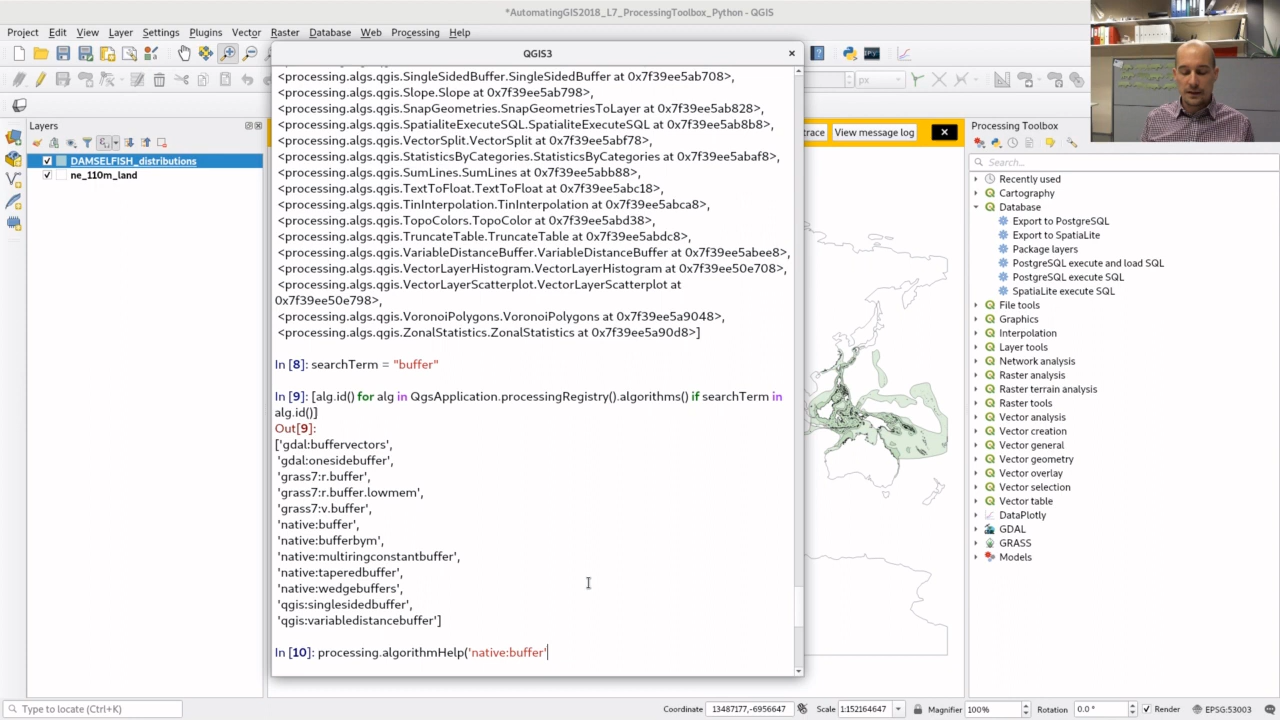 *AutomatingGIS2018_L7_ProcessingToolbox_Python - QGIS
Project Edit View Layer Settings Plugins Vector Raster Database Web Processing Help
QGIS3
px
Layers
DAMSELFISH_distributions
ne_110m_land
<processing.algs.qgis.SingleSidedBuffer.SingleSidedBuffer at 0x7f39ee5ab708>,
<processing.algs.qgis.Slope.Slope at 0x7f39ee5ab798>,
<processing.algs.qgis.SnapGeometries.SnapGeometriesToLayer at 0x7f39ee5ab828>,
<processing.algs.qgis.SpatialiteExecuteSQL.SpatialiteExecuteSQL at 0x7f39ee5ab8b8>,
<processing.algs.qgis.VectorSplit.VectorSplit at 0x7f39ee5abf78>,
<processing.algs.qgis.StatisticsByCategories.StatisticsByCategories at 0x7f39ee5abaf8>,
<processing.algs.qgis.SumLines.SumLines at 0x7f39ee5abb88>,
<processing.algs.qgis.TextToFloat.TextToFloat at 0x7f39ee5abc18>,
<processing.algs.qgis.TinInterpolation.TinInterpolation at 0x7f39ee5abca8>,
<processing.algs.qgis.TopoColors.TopoColor at 0x7f39ee5abd38>,
<processing.algs.qgis.TruncateTable.TruncateTable at 0x7f39ee5abdc8>,
<processing.algs.qgis.VariableDistanceBuffer.VariableDistanceBuffer at 0x7f39ee5abee8>,
<processing.algs.qgis.VectorLayerHistogram.VectorLayerHistogram at 0x7f39ee50e708>,
<processing.algs.qgis.VectorLayerScatterplot.VectorLayerScatterplot at
0x7f39ee50e798>,
<processing.algs.qgis.VoronoiPolygons.VoronoiPolygons at 0x7f39ee5a9048>,
<processing.algs.qgis.ZonalStatistics.ZonalStatistics at 0x7f39ee5a90d8>]
In [8]: searchTerm = "buffer"
In [9]: [alg.id() for alg in QgsApplication.processingRegistry().algorithms() if searchTerm in
alg.id()]
Out[9]:
['gdal:buffervectors',
'gdal:onesidebuffer',
'grass7:r.buffer',
'grass7:r.buffer.lowmem',
'grass7:v.buffer',
'native:buffer',
'native:bufferbym',
'native:multiringconstantbuffer',
'native:taperedbuffer',
'native:wedgebuffers',
'qgis:singlesidedbuffer',
'qgis:variabledistancebuffer']
In [10]: processing.algorithmHelp('native:buffer'
trace View message log
Processing Toolbox
Search...
Recently used
Cartography
Database
Export to PostgreSQL
Export to SpatiaLite
Package layers
PostgreSQL execute and load SQL
PostgreSQL execute SQL
SpatiaLite execute SQL
File tools
Graphics
Interpolation
Layer tools
Network analysis
Raster analysis
Raster terrain analysis
Raster tools
Vector analysis
Vector creation
Vector general
Vector geometry
Vector overlay
Vector selection
Vector table
DataPlotly
GDAL
GRASS
Models
Type to locate (Ctrl+K) Coordinate 13487177,-6956647 Scale 1:152164647 Magnifier 100% Rotation 0.0 ° Render EPSG:53003